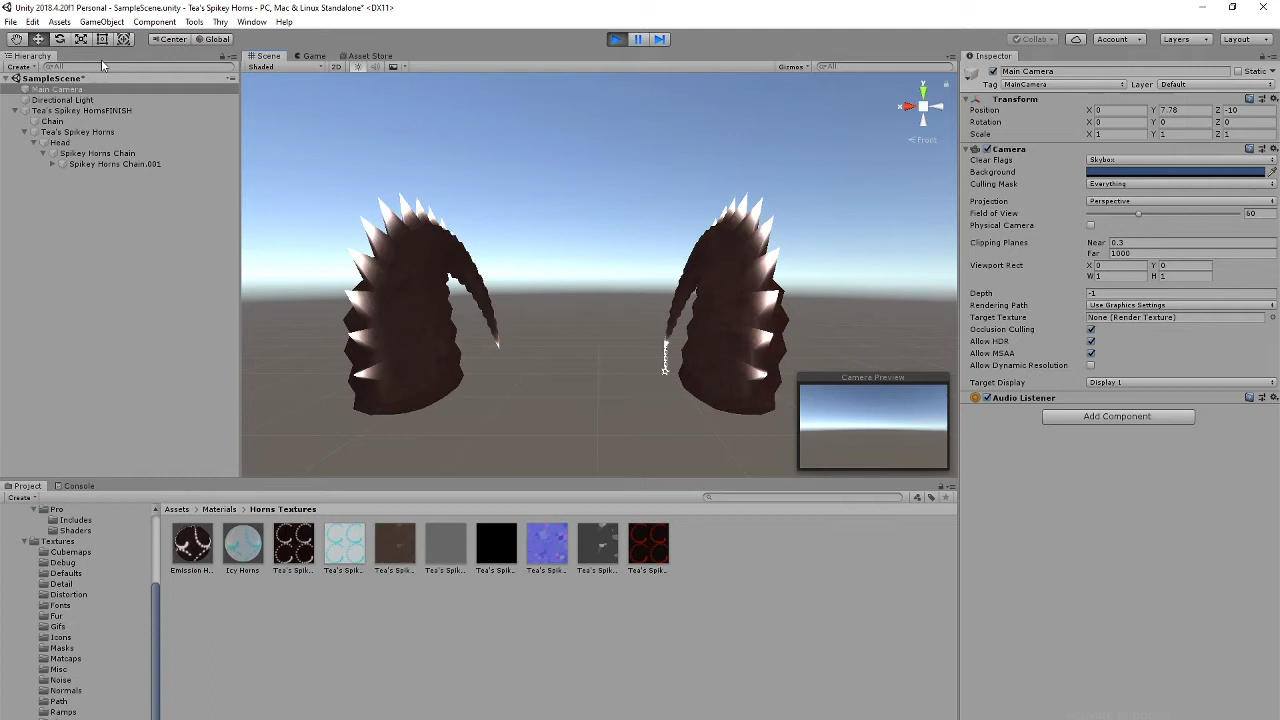 Unity 2018.4.20f1 Personal - SampleScene.unity - Tea's Spikey Horns - PC, Mac & Linux Standalone* <DX11>
File Edit Assets GameObject Component Tools Thry Window Help
Center Global Collab Account Layers Layout
Hierarchy
Create All
SampleScene*
Main Camera
Directional Light
Tea's Spikey HornsFINISH
Chain
Tea's Spikey Horns
Head
Spikey Horns Chain
Spikey Horns Chain.001
Scene Game Asset Store
Shaded 2D Gizmos All
y
x
Front
Camera Preview
Inspector
Main Camera Static
Tag MainCamera Layer Default
Transform
Position X 0 Y 7.78 Z -10
Rotation X 0 Y 0 Z 0
Scale X 1 Y 1 Z 1
Camera
Clear Flags Skybox
Background
Culling Mask Everything
Projection Perspective
Field of View 60
Physical Camera
Clipping Planes Near 0.3
Far 1000
Viewport Rect X 0 Y 0
W 1 H 1
Depth -1
Rendering Path Use Graphics Settings
Target Texture None (Render Texture)
Occlusion Culling
Allow HDR
Allow MSAA
Allow Dynamic Resolution
Target Display Display 1
Audio Listener
Add Component
Project Console
Create
Pro
Includes
Shaders
Textures
Cubemaps
Debug
Defaults
Detail
Distortion
Fonts
Fur
Gifs
Icons
Masks
Matcaps
Misc
Noise
Normals
Path
Ramps
Assets Materials Horns Textures
Emission H... Icy Horns Tea's Spik... Tea's Spik... Tea's Spik... Tea's Spik... Tea's Spik... Tea's Spik... Tea's Spik... Tea's Spik...